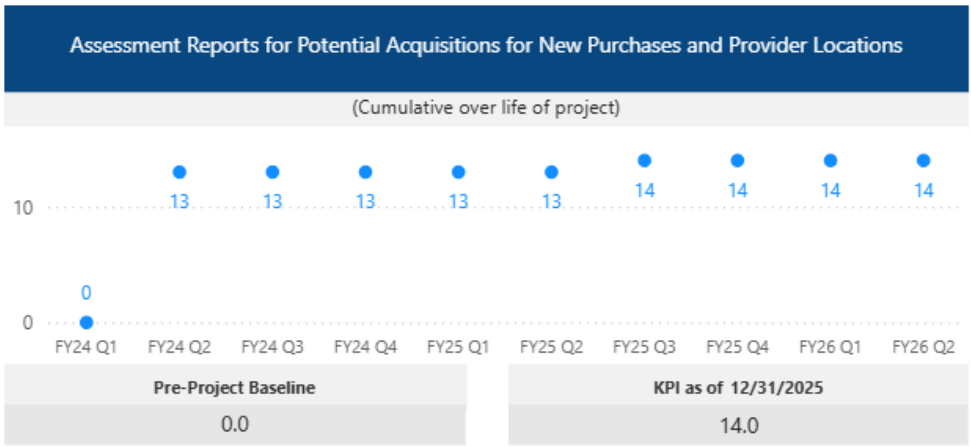 Assessment Reports for Potential Acquisitions for New Purchases and Provider Locations
(Cumulative over life of project)
14 14 14 14
13 13 13 13 13
10
0
0
FY24 Q1 FY24 Q2 FY24 Q3 FY24 Q4 FY25 Q1 FY25 Q2 FY25 Q3 FY25 Q4 FY26 Q1 FY26 Q2
Pre-Project Baseline KPI as of 12/31/2025
0.0 14.0